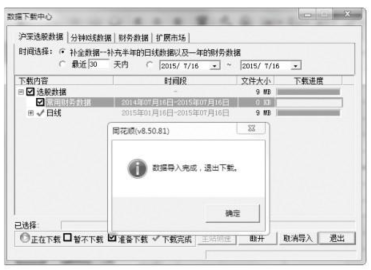 数据下载中心
沪深选股数据 分钟K线数据 财务数据 扩展市场
时间选择: 补全数据--补充半年的日线数据以及一年的财务数据
最近 30 天内 2015/ 7/16 ~ 2015/ 7/16
下载内容 时间段 文件大小 下载进度
选股数据 - 9 MB
常用财务数据 2014年07月16日-2015年07月16日 0 KB
日线 2015年01月16日-2015年07月16日 9 MB
同花顺(v8.50.81)
数据导入完成,退出下载。
确定
已选择:
正在下载 暂不下载 准备下载 下载完成 断开 取消导入 退出